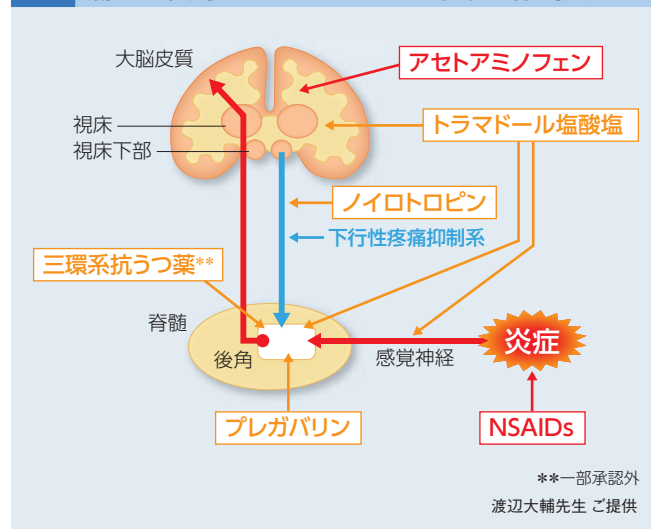 大脳皮質
アセトアミノフェン
視床
トラマドール塩酸塩
視床下部
ノイロトロピン
下行性疼痛抑制系
三環系抗うつ薬**
脊髄
後角
感覚神経
炎症
プレガバリン
NSAIDs
**一部承認外
渡辺大輔先生 ご提供